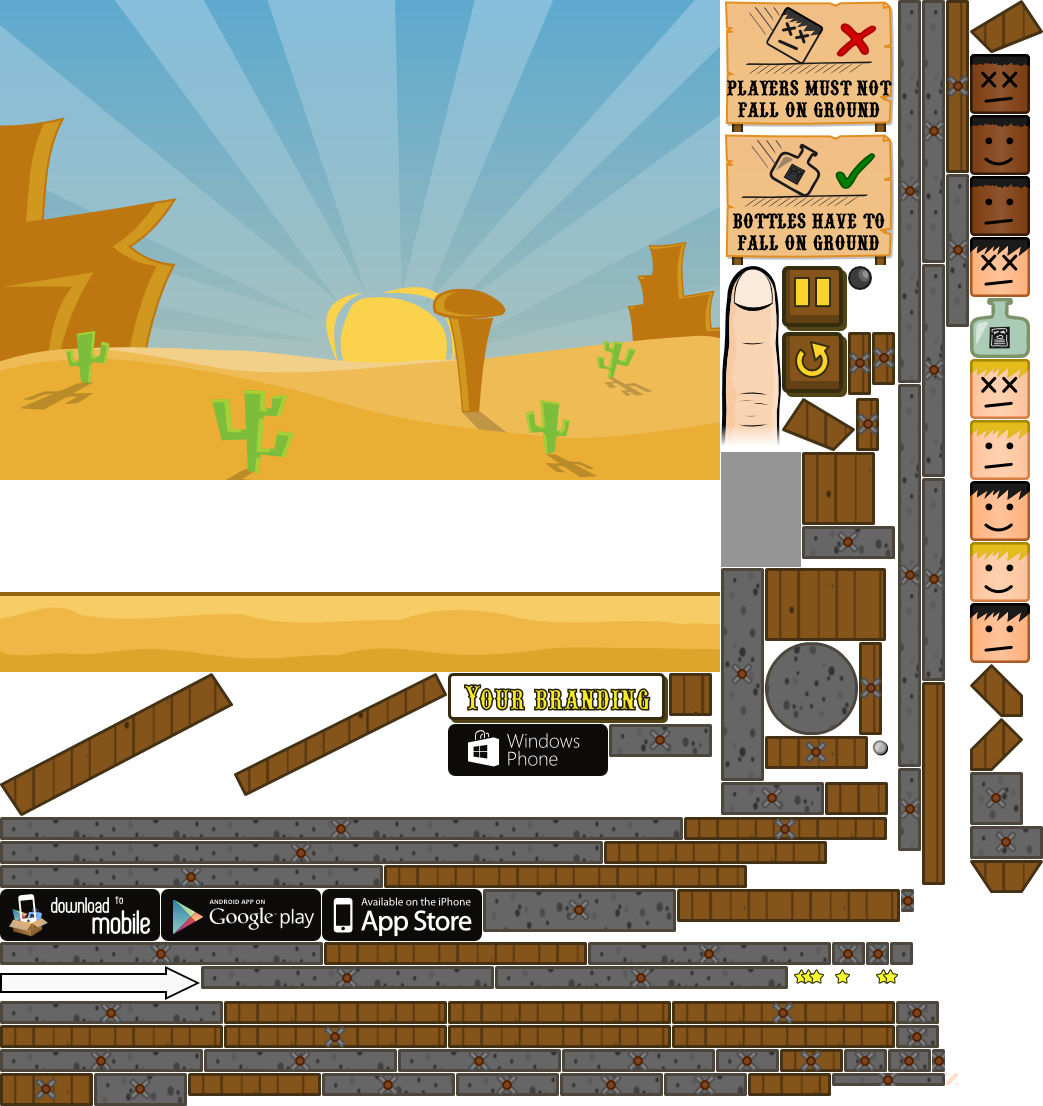 PLAYERS MUST NOT
FALL ON GROUND
BOTTLES HAVE TO
FALL ON GROUND
YOUR BRANDING
Windows
Phone
download to
mobile
ANDROID APP ON
Google play
Available on the iPhone
App Store